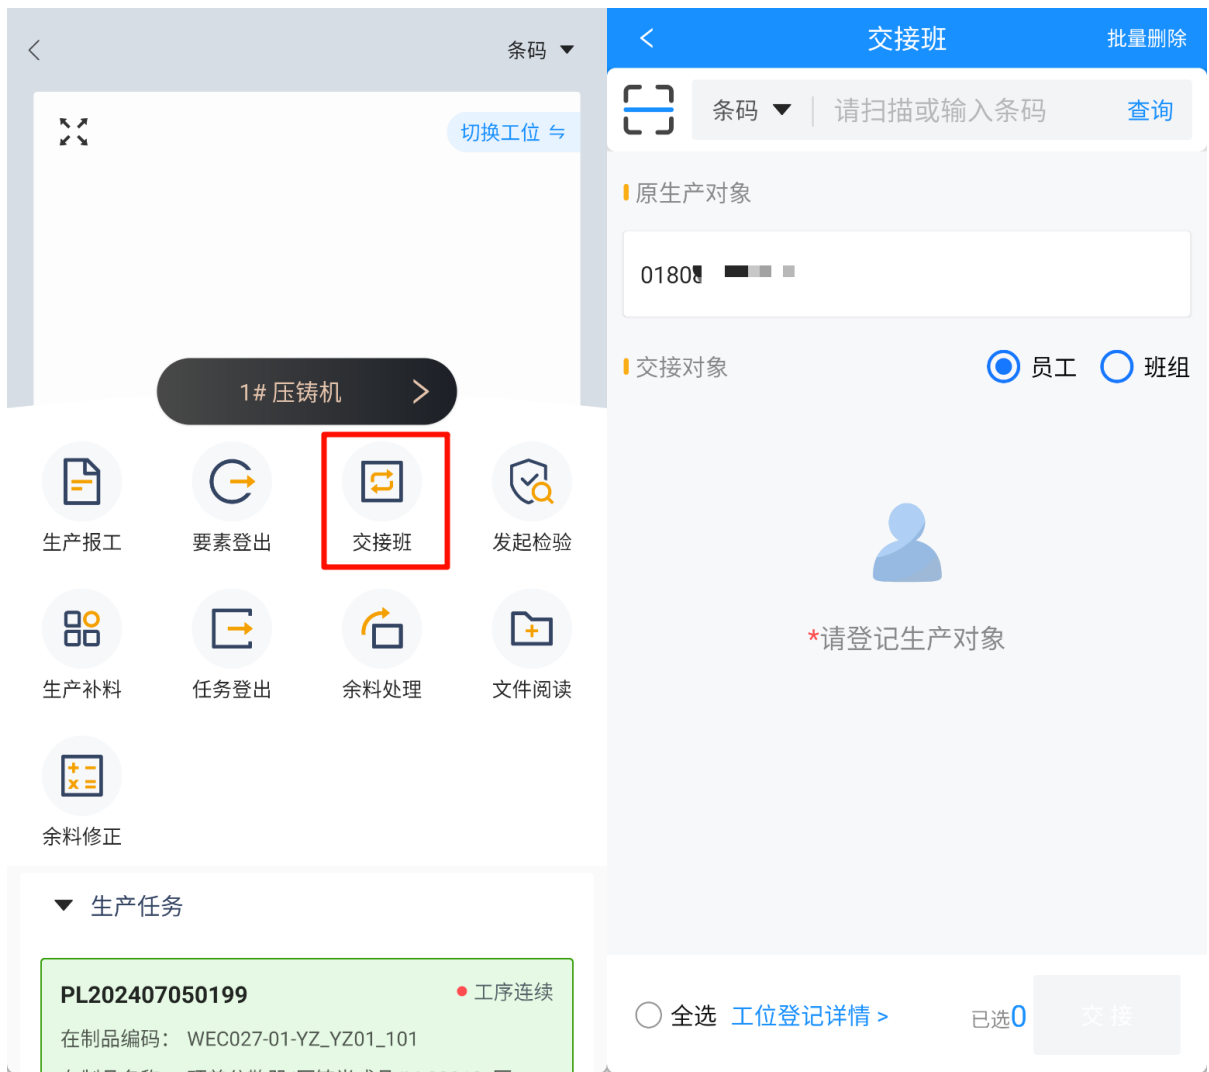 条码
切换工位
1# 压铸机
生产报工
要素登出
交接班
发起检验
生产补料
任务登出
余料处理
文件阅读
余料修正
生产任务
PL202407050199
工序连续
在制品编码: WEC027-01-YZ_YZ01_101
交接班
批量删除
条码
请扫描或输入条码
查询
原生产对象
0180
交接对象
员工
班组
*请登记生产对象
全选
工位登记详情 >
已选0
交 接